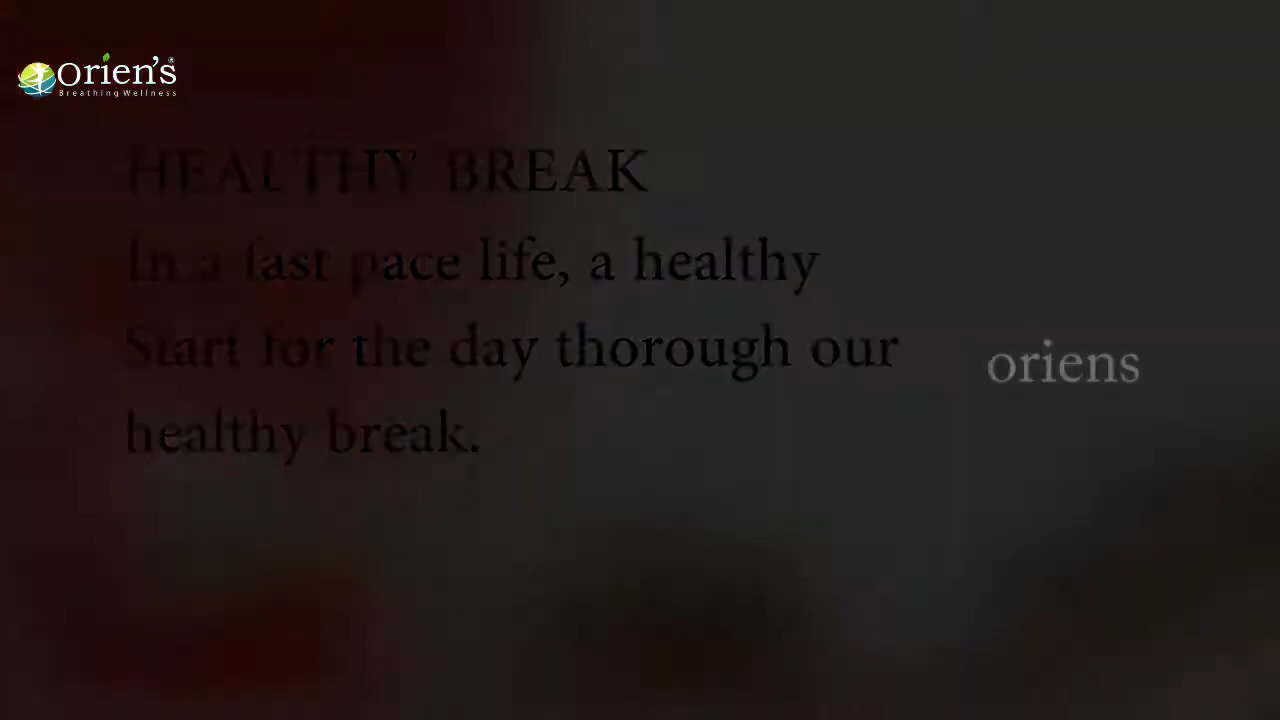 Orien's®
Breathing Wellness
HEALTHY BREAK
In a fast pace life, a healthy
Start for the day thorough our
healthy break.
oriens